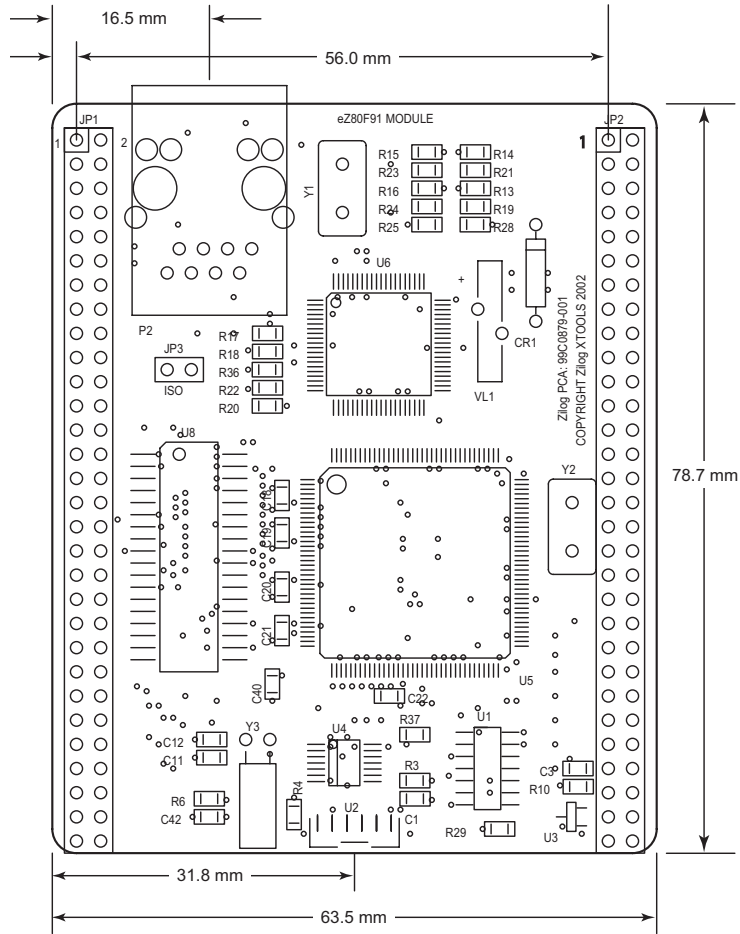 16.5 mm
56.0 mm
eZ80F91 MODULE
JP1
JP2
1
2
1
Y1
R15
R14
R23
R21
R16
R13
R24
R19
R25
R28
U6
+
P2
JP3
ISO
R17
R18
R36
R22
R20
CR1
VL1
Zilog PCA: 99C0879-001
COPYRIGHT Zilog XTOOLS 2002
U8
Y2
78.7 mm
C18
C19
C20
C21
C40
C22
U5
Y3
U4
R37
U1
C12
C11
R4
R3
C3
R10
R6
C42
U2
C1
R29
U3
31.8 mm
63.5 mm